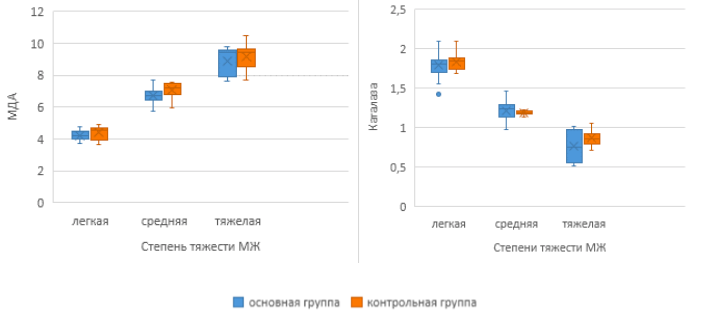 12
10
8
6
4
2
0
МДА
легкая средняя тяжелая
Степень тяжести МЖ
2,5
2
1,5
1
0,5
0
Каталаза
легкая средняя тяжелая
Степени тяжести МЖ
основная группа контрольная группа